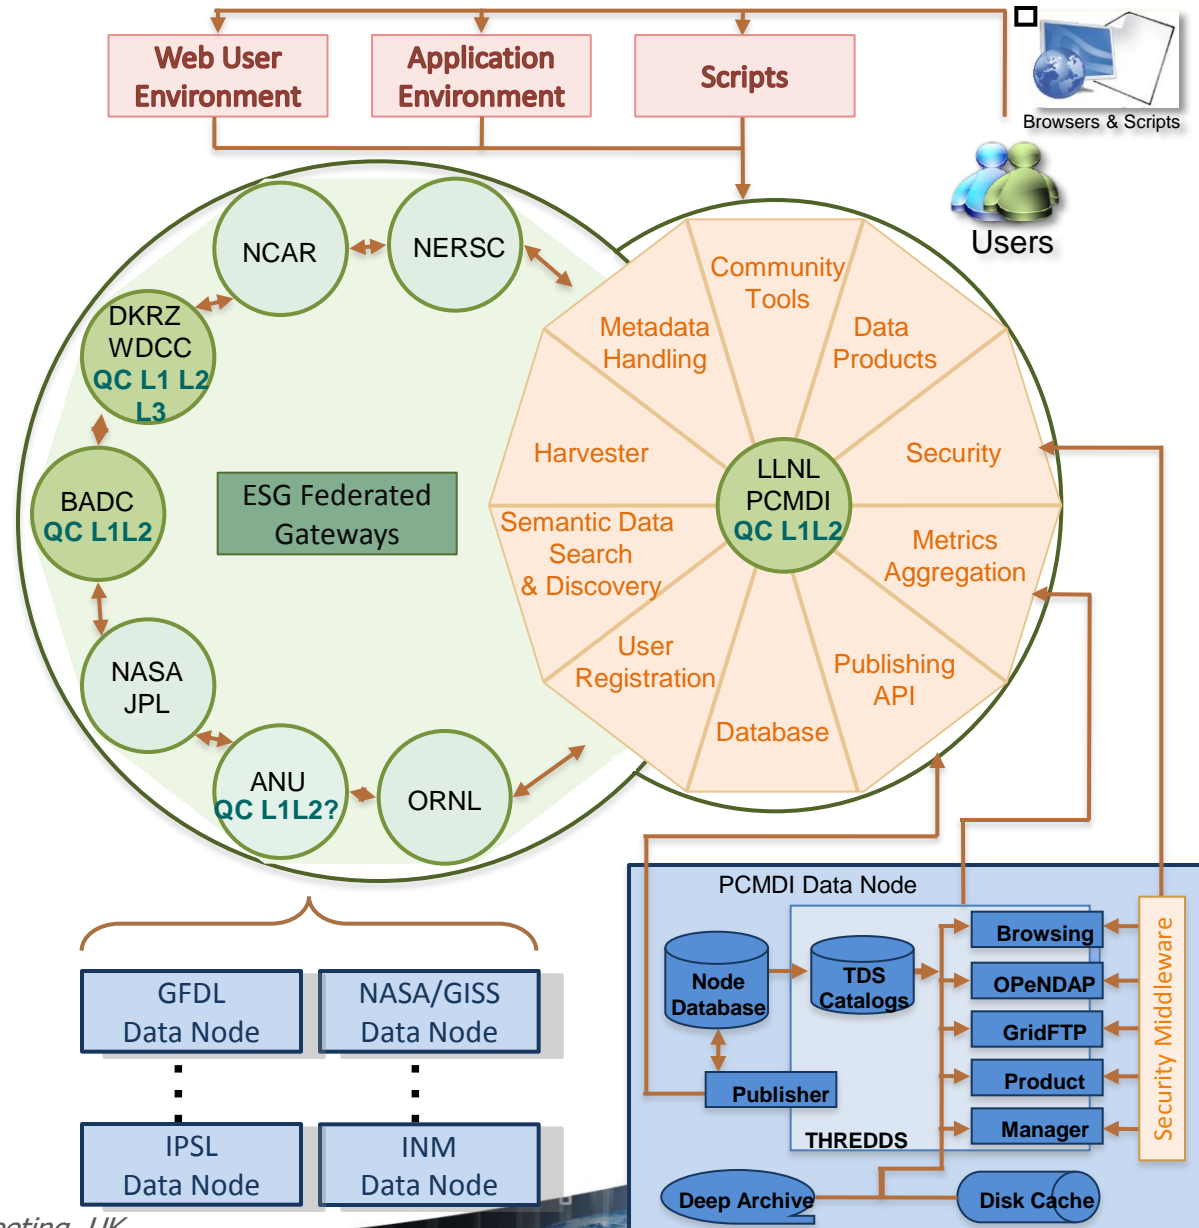 Web User
Environment
Application
Environment
Scripts
Browsers & Scripts
Users
NCAR
NERSC
DKRZ
WDCC
QC L1 L2
L3
BADC
QC L1L2
NASA
JPL
ANU
QC L1L2?
ORNL
ESG Federated
Gateways
Community
Tools
Metadata
Handling
Data
Products
Harvester
Security
LLNL
PCMDI
QC L1L2
Semantic Data
Search
& Discovery
Metrics
Aggregation
User
Registration
Publishing
API
Database
GFDL
Data Node
NASA/GISS
Data Node
IPSL
Data Node
INM
Data Node
PCMDI Data Node
Node
Database
TDS
Catalogs
Browsing
OPeNDAP
GridFTP
Product
Manager
Publisher
THREDDS
Deep Archive
Disk Cache
Security Middleware
UK